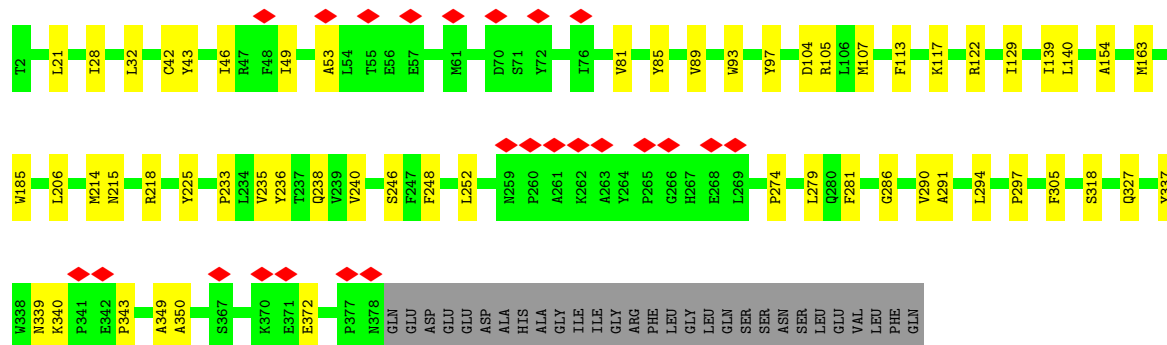 T2 L21 I28 L32 C42 Y43 I46 R47 F48 I49 A53 L54 T55 E56 E57 M61 D70 S71 Y72 I76 V81 Y85 V89 W93 Y97 D104 R105 L106 M107 F113 K117 R122 I129 I139 L140 A154 M163
W185 L206 M214 N215 R218 Y225 P233 L234 V235 Y236 T237 Q238 V239 V240 S246 F247 F248 L252 N259 P260 A261 K262 A263 Y264 P265 G266 H267 E268 L269 P274 L279 Q280 F281 G286 V290 A291 L294 P297 F305 S318 Q327 Y337
W338 N339 K340 P341 E342 P343 A349 A350 S367 K370 E371 E372 P377 N378 GLN GLU ASP GLU GLU ASP ALA HIS ALA GLY ILE ILE GLY ARG PHE LEU GLY LEU GLN SER SER ASN SER LEU GLU VAL LEU PHE GLN